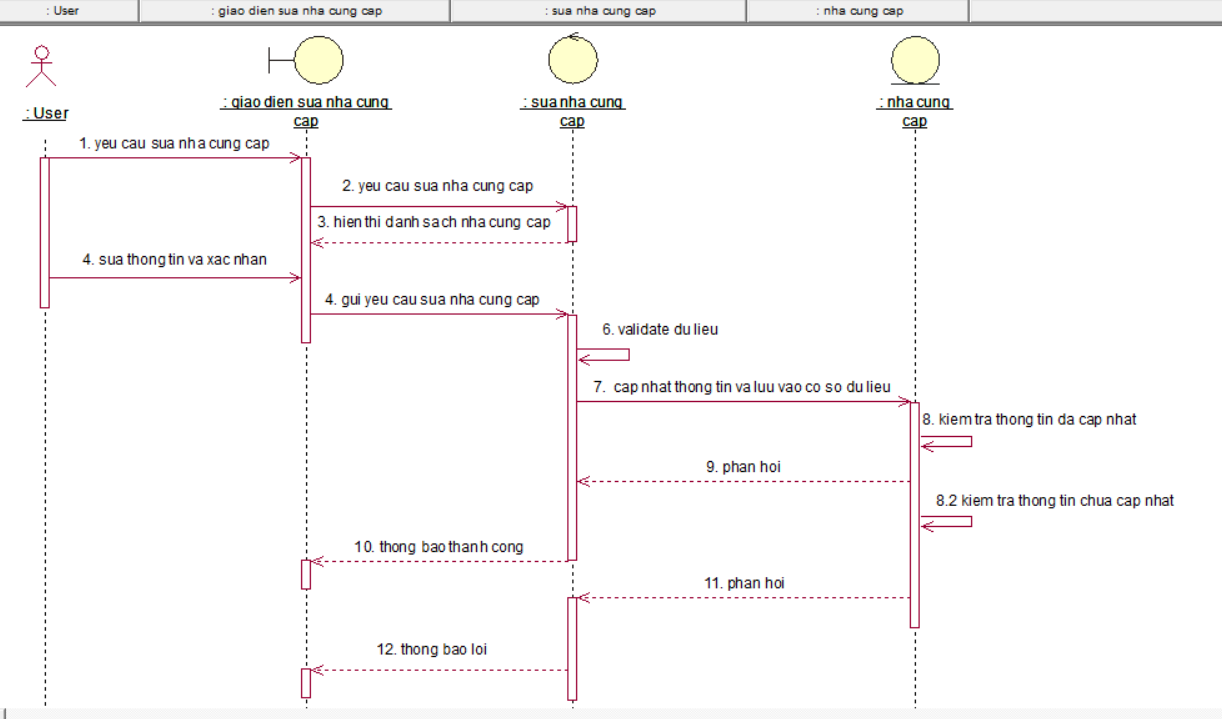 : User
: giao dien sua nha cung cap
: sua nha cung cap
: nha cung cap
: User
: giao dien sua nha cung
cap
: sua nha cung
cap
: nha cung
cap
1. yeu cau sua nha cung cap
2. yeu cau sua nha cung cap
3. hien thi danh sach nha cung cap
4. sua thong tin va xac nhan
4. gui yeu cau sua nha cung cap
6. validate du lieu
7. cap nhat thong tin va luu vao co so du lieu
8. kiem tra thong tin da cap nhat
9. phan hoi
8.2 kiem tra thong tin chua cap nhat
10. thong bao thanh cong
11. phan hoi
12. thong bao loi